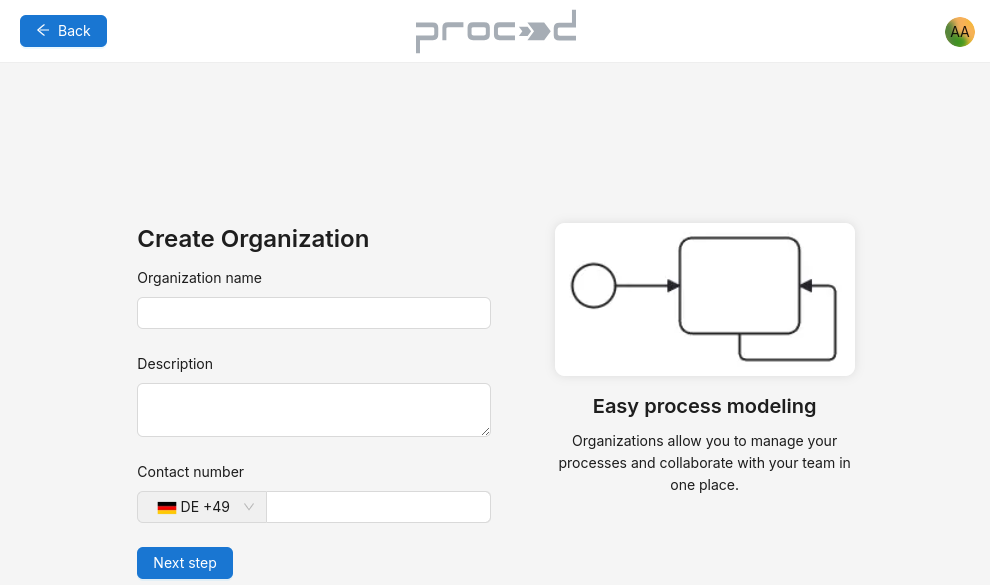 Back
proceed
AA
Create Organization
Organization name
Description
Contact number
DE +49
Next step
Easy process modeling
Organizations allow you to manage your
processes and collaborate with your team in
one place.